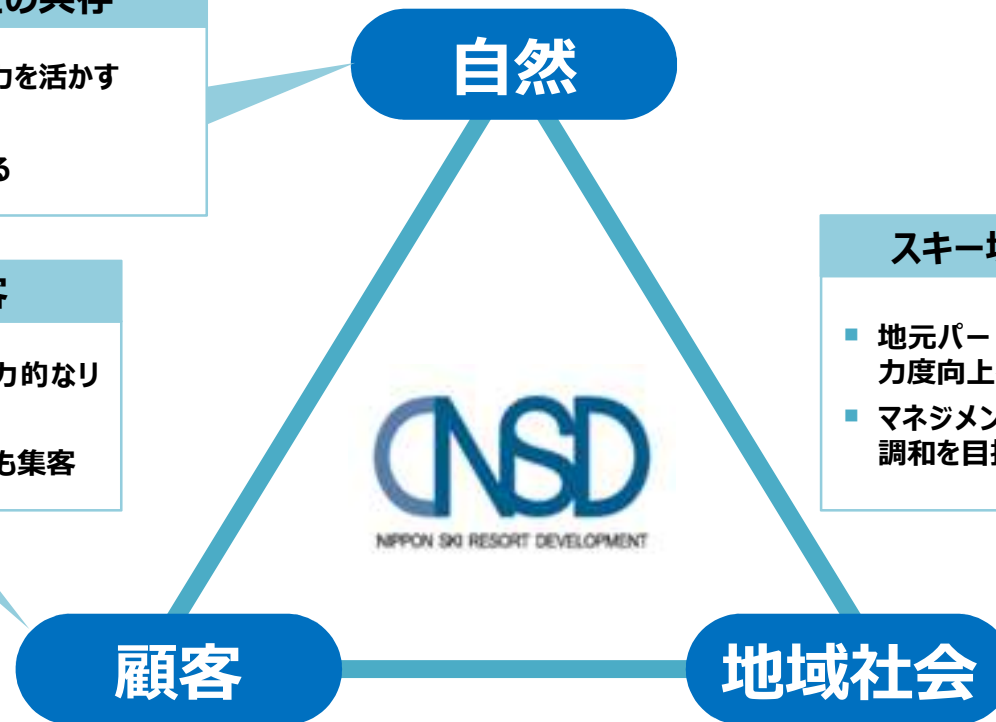 の共存
自然
力を活かす
る
客
力的なリ
も集客
スキー場
地元パー
力度向上
マネジメン
調和を目指
NSD
NIPPON SKI RESORT DEVELOPMENT
顧客
地域社会